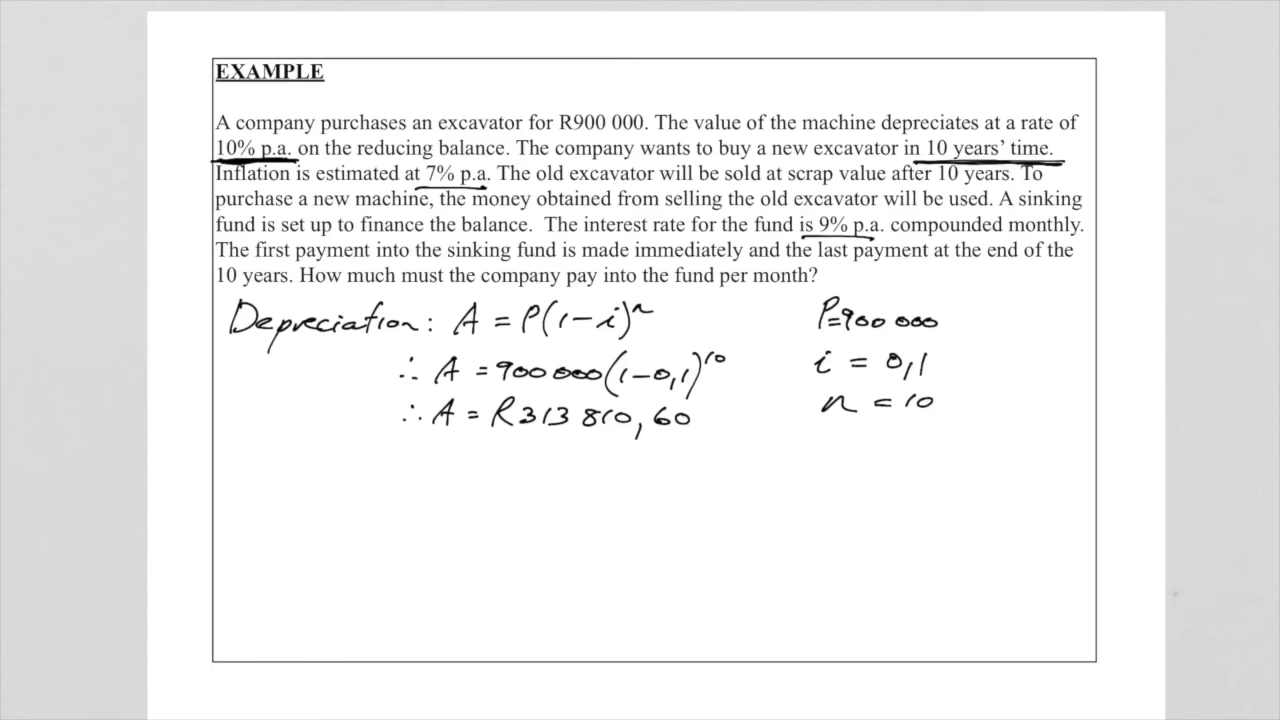 EXAMPLE
A company purchases an excavator for R900 000. The value of the machine depreciates at a rate of
10% p.a. on the reducing balance. The company wants to buy a new excavator in 10 years' time.
Inflation is estimated at 7% p.a. The old excavator will be sold at scrap value after 10 years. To
purchase a new machine, the money obtained from selling the old excavator will be used. A sinking
fund is set up to finance the balance.  The interest rate for the fund is 9% p.a. compounded monthly.
The first payment into the sinking fund is made immediately and the last payment at the end of the
10 years. How much must the company pay into the fund per month?
Depreciation: A = P(1-i)ⁿ
P=900 000
∴ A = 900 000(1-0,1)¹⁰
i = 0,1
∴ A = R313 810,60
n = 10